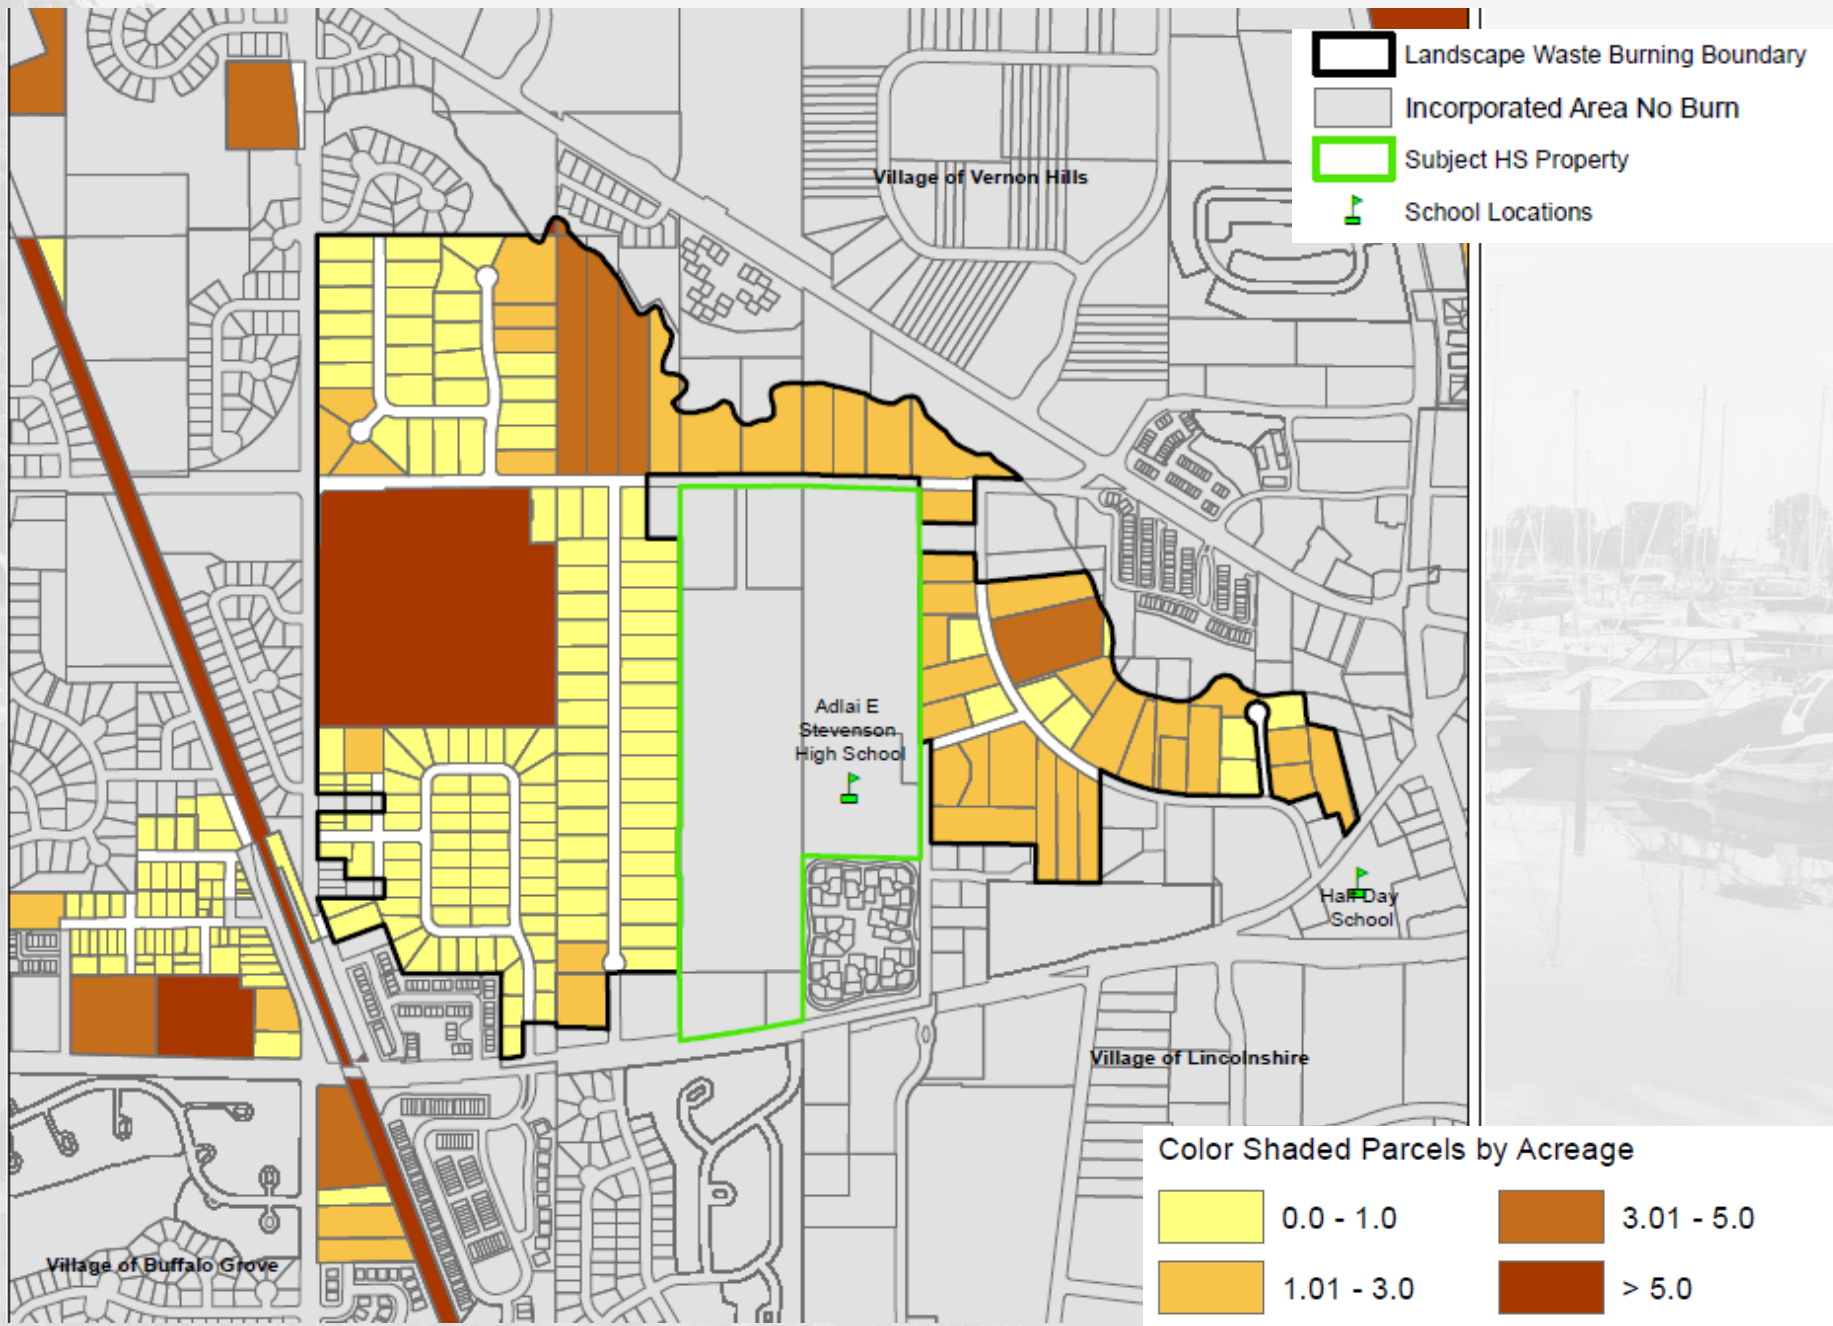 Landscape Waste Burning Boundary
Incorporated Area No Burn
Subject HS Property
School Locations
Village of Vernon Hills
Adlai E
Stevenson
High School
Half Day
School
Village of Lincolnshire
Village of Buffalo Grove
Color Shaded Parcels by Acreage
0.0 - 1.0
3.01 - 5.0
1.01 - 3.0
> 5.0